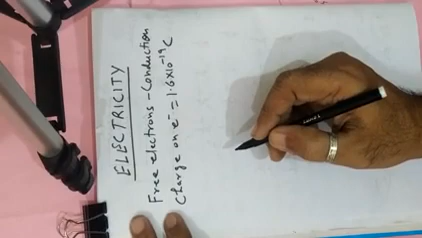 ELECTRICITY
Free electrons - Conduction
Charge on e⁻ = 1.6×10⁻¹⁹ C